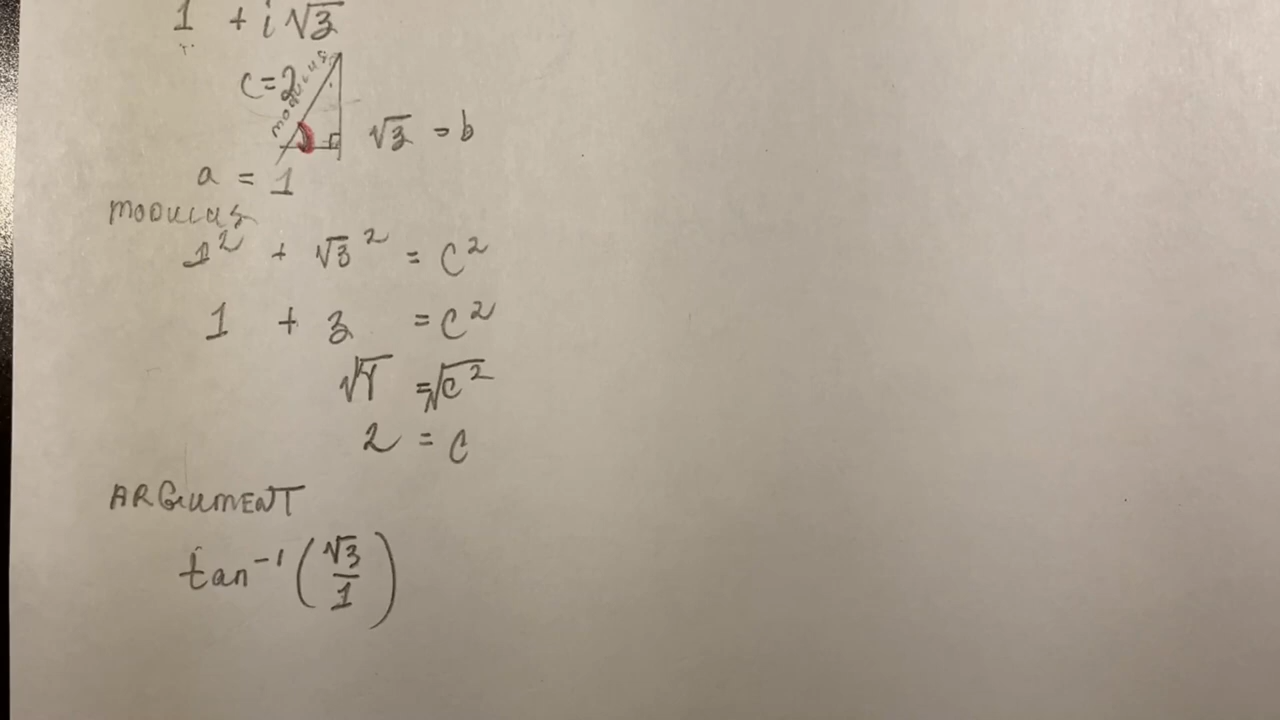 1 + i √3
c = 2
modulus
√3 = b
a = 1
MODULUS
1² + √3² = c²
1 + 3 = c²
√4 = √c²
2 = c
ARGUMENT
tan⁻¹ (√3/1)